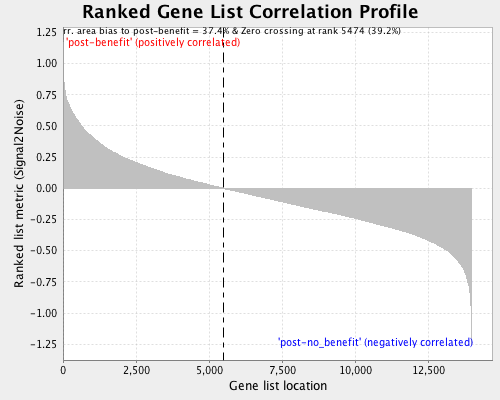 Ranked Gene List Correlation Profile
rr. area bias to post-benefit = 37.4% & Zero crossing at rank 5474 (39.2%)
'post-benefit' (positively correlated)
1.25
1.00
0.75
0.50
0.25
0.00
-0.25
-0.50
-0.75
-1.00
-1.25
Ranked list metric (Signal2Noise)
'post-no_benefit' (negatively correlated)
0 2,500 5,000 7,500 10,000 12,500
Gene list location